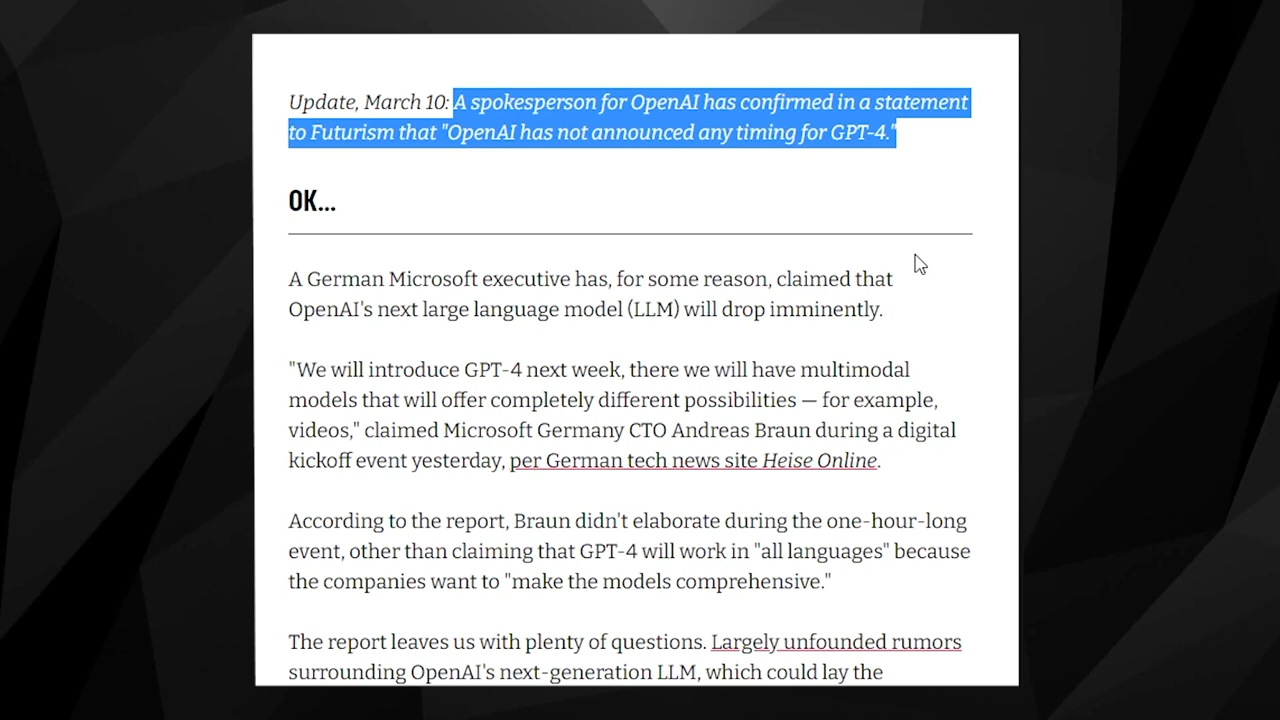 Update, March 10: A spokesperson for OpenAI has confirmed in a statement
to Futurism that "OpenAI has not announced any timing for GPT-4."
OK...
A German Microsoft executive has, for some reason, claimed that
OpenAI's next large language model (LLM) will drop imminently.
"We will introduce GPT-4 next week, there we will have multimodal
models that will offer completely different possibilities — for example,
videos," claimed Microsoft Germany CTO Andreas Braun during a digital
kickoff event yesterday, per German tech news site Heise Online.
According to the report, Braun didn't elaborate during the one-hour-long
event, other than claiming that GPT-4 will work in "all languages" because
the companies want to "make the models comprehensive."
The report leaves us with plenty of questions. Largely unfounded rumors
surrounding OpenAI's next-generation LLM, which could lay the